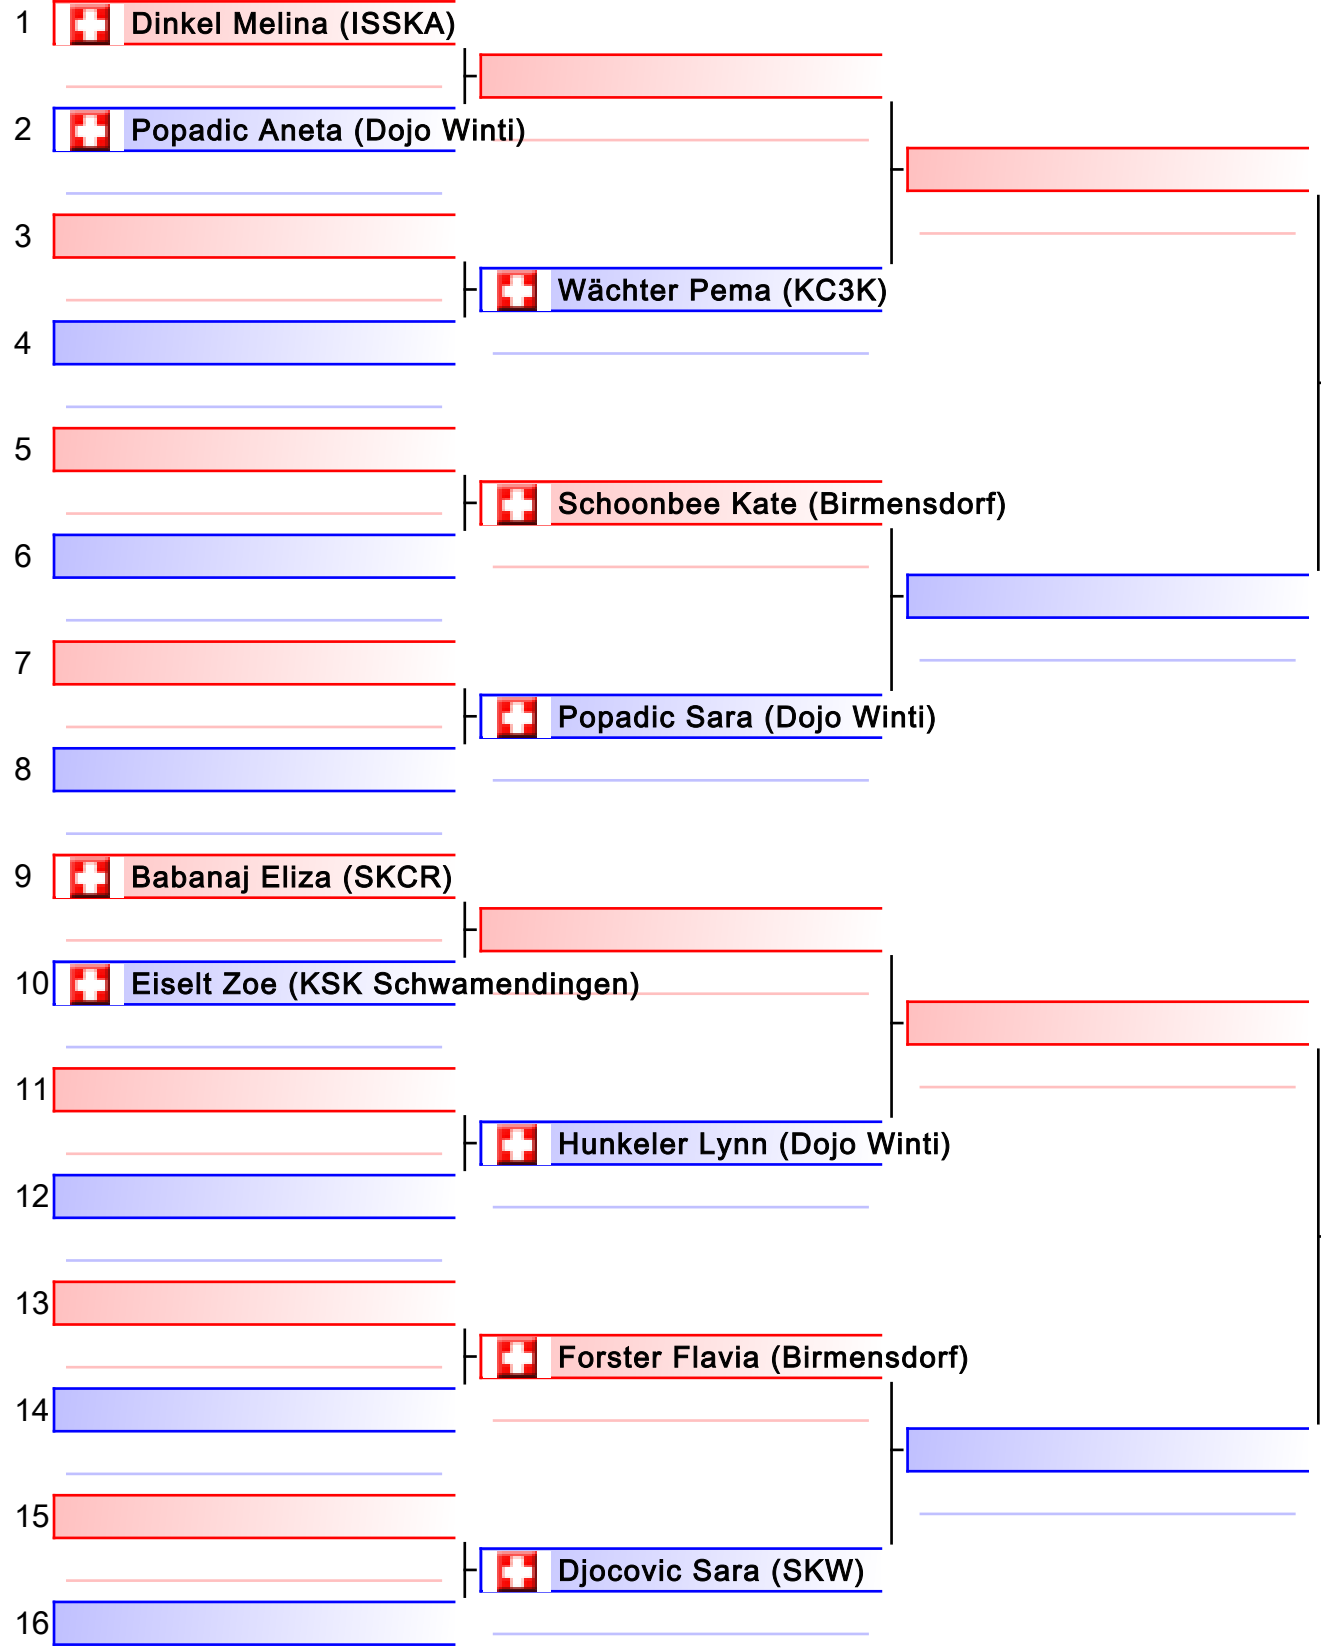 1 Dinkel Melina (ISSKA)
2 Popadic Aneta (Dojo Winti)
3
Wächter Pema (KC3K)
4
5
Schoonbee Kate (Birmensdorf)
6
7
Popadic Sara (Dojo Winti)
8
9 Babanaj Eliza (SKCR)
10 Eiselt Zoe (KSK Schwamendingen)
11
Hunkeler Lynn (Dojo Winti)
12
13
Forster Flavia (Birmensdorf)
14
15
Djocovic Sara (SKW)
16